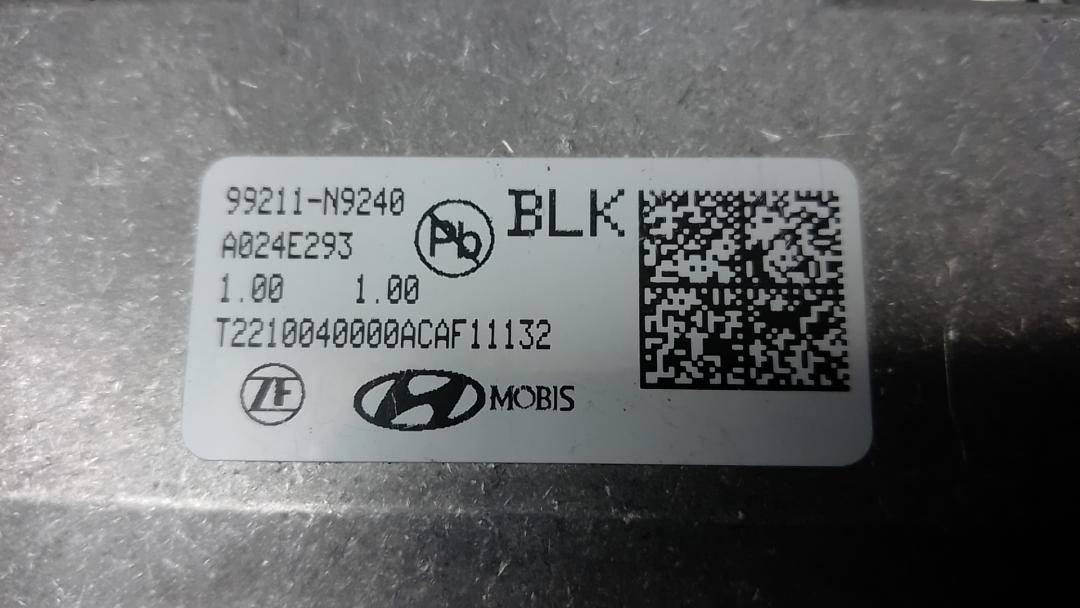 99211-N9240
Pb
BLK
A024E293
1.00 1.00
T2210040000ACAF11132
ZF
MOBIS